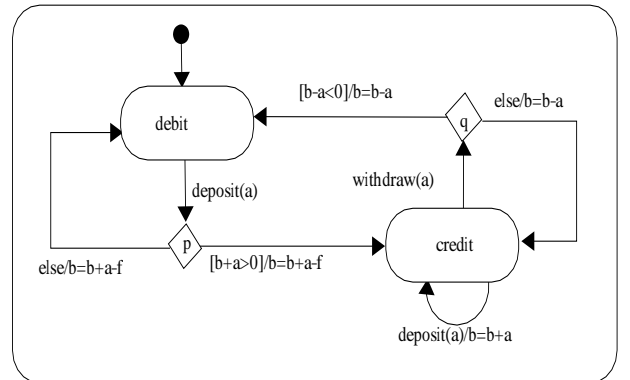 [b-a<0]/b=b-a
else/b=b-a
debit
q
deposit(a)
withdraw(a)
p
credit
else/b=b+a-f
[b+a>0]/b=b+a-f
deposit(a)/b=b+a